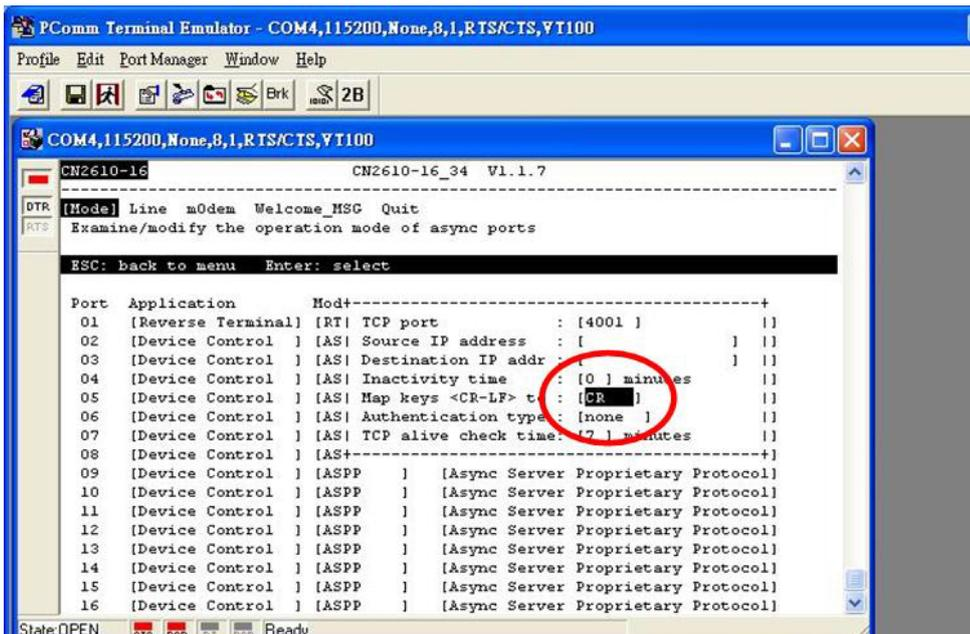 PComm Terminal Emulator - COM4,115200,None,8,1,RTS/CTS,VT100
Profile Edit Port Manager Window Help
Brk 2B
COM4,115200,None,8,1,RTS/CTS,VT100
CN2610-16 CN2610-16_34 V1.1.7
DTR [Mode] Line mOdem Welcome_MSG Quit
RTS Examine/modify the operation mode of async ports
ESC: back to menu Enter: select
Port Application Mod+-------------------------------------------+
01 [Reverse Terminal] [RT| TCP port : [4001 ] |]
02 [Device Control ] [AS| Source IP address : [ ] |]
03 [Device Control ] [AS| Destination IP addr : [ ] |]
04 [Device Control ] [AS| Inactivity time : [0 ] minutes |]
05 [Device Control ] [AS| Map keys <CR-LF> to : [CR ] |]
06 [Device Control ] [AS| Authentication type : [none ] |]
07 [Device Control ] [AS| TCP alive check time: [7 ] minutes |]
08 [Device Control ] [AS+-------------------------------------------+]
09 [Device Control ] [ASPP ] [Async Server Proprietary Protocol]
10 [Device Control ] [ASPP ] [Async Server Proprietary Protocol]
11 [Device Control ] [ASPP ] [Async Server Proprietary Protocol]
12 [Device Control ] [ASPP ] [Async Server Proprietary Protocol]
13 [Device Control ] [ASPP ] [Async Server Proprietary Protocol]
14 [Device Control ] [ASPP ] [Async Server Proprietary Protocol]
15 [Device Control ] [ASPP ] [Async Server Proprietary Protocol]
16 [Device Control ] [ASPP ] [Async Server Proprietary Protocol]
State:OPEN Ready